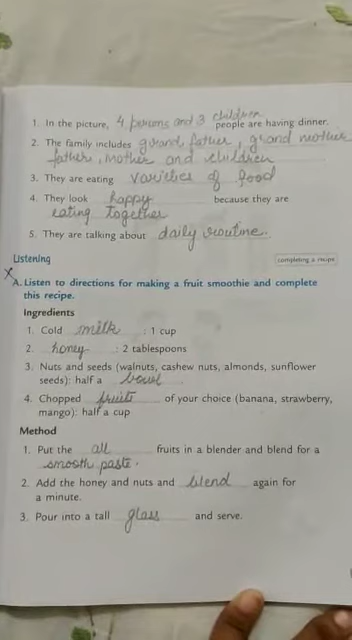 1. In the picture, 4 persons and 3 children people are having dinner.
2. The family includes grand father, grand mother
father, mother and children
3. They are eating varieties of food
4. They look happy because they are
eating together
5. They are talking about daily routine.
Listening
completing a recipe
A. Listen to directions for making a fruit smoothie and complete
this recipe.
Ingredients
1. Cold milk : 1 cup
2. honey : 2 tablespoons
3. Nuts and seeds (walnuts, cashew nuts, almonds, sunflower
seeds): half a bowl
4. Chopped fruits of your choice (banana, strawberry,
mango): half a cup
Method
1. Put the all fruits in a blender and blend for a
smooth paste.
2. Add the honey and nuts and blend again for
a minute.
3. Pour into a tall glass and serve.